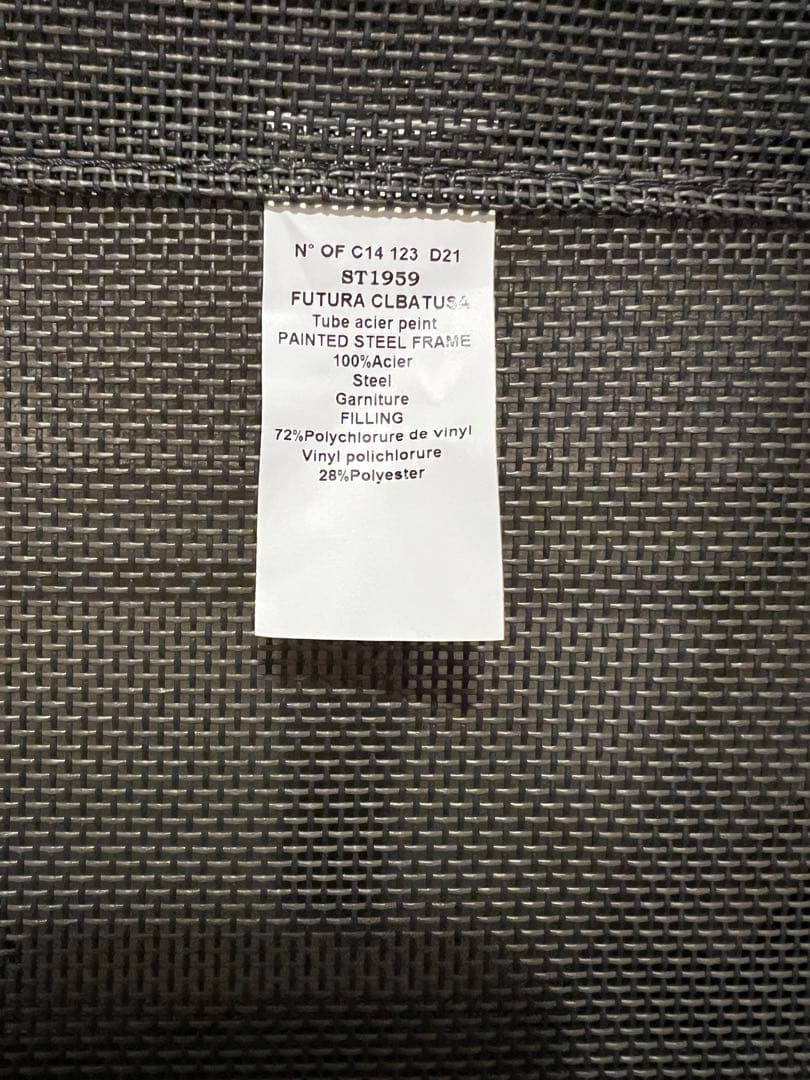 N° OF C14 123 D21
ST1959
FUTURA CLBATUSA
Tube acier peint
PAINTED STEEL FRAME
100%Acier
Steel
Garniture
FILLING
72%Polychlorure de vinyl
Vinyl polichlorure
28%Polyester